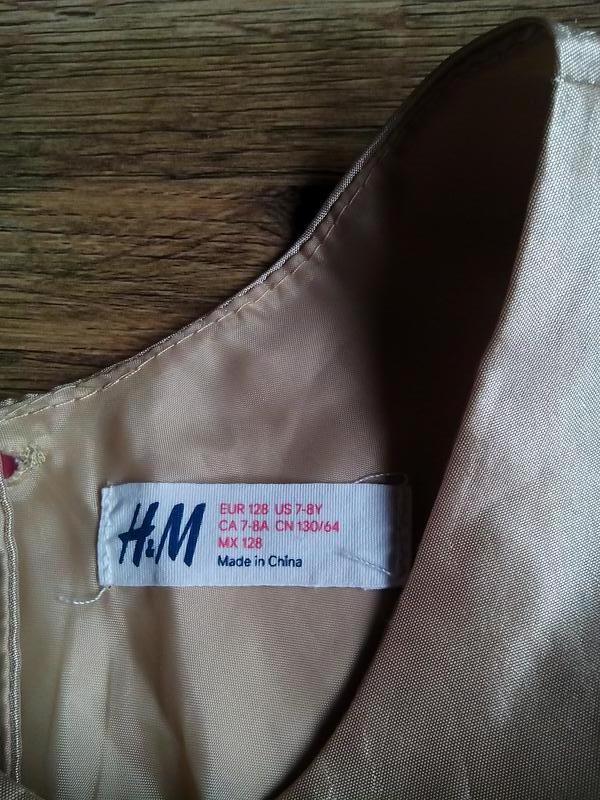 H&M
EUR 128 US 7-8Y
CA 7-8A CN 130/64
MX 128
Made in China